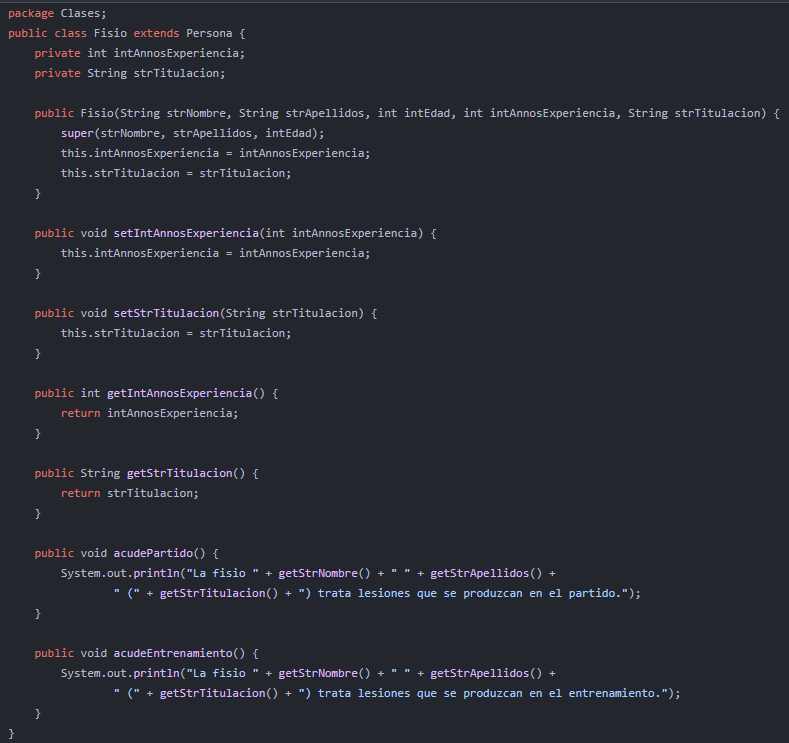 package Clases;
public class Fisio extends Persona {
    private int intAnnosExperiencia;
    private String strTitulacion;

    public Fisio(String strNombre, String strApellidos, int intEdad, int intAnnosExperiencia, String strTitulacion) {
        super(strNombre, strApellidos, intEdad);
        this.intAnnosExperiencia = intAnnosExperiencia;
        this.strTitulacion = strTitulacion;
    }

    public void setIntAnnosExperiencia(int intAnnosExperiencia) {
        this.intAnnosExperiencia = intAnnosExperiencia;
    }

    public void setStrTitulacion(String strTitulacion) {
        this.strTitulacion = strTitulacion;
    }

    public int getIntAnnosExperiencia() {
        return intAnnosExperiencia;
    }

    public String getStrTitulacion() {
        return strTitulacion;
    }

    public void acudePartido() {
        System.out.println("La fisio " + getStrNombre() + " " + getStrApellidos() +
                " (" + getStrTitulacion() + ") trata lesiones que se produzcan en el partido.");
    }

    public void acudeEntrenamiento() {
        System.out.println("La fisio " + getStrNombre() + " " + getStrApellidos() +
                " (" + getStrTitulacion() + ") trata lesiones que se produzcan en el entrenamiento.");
    }
}